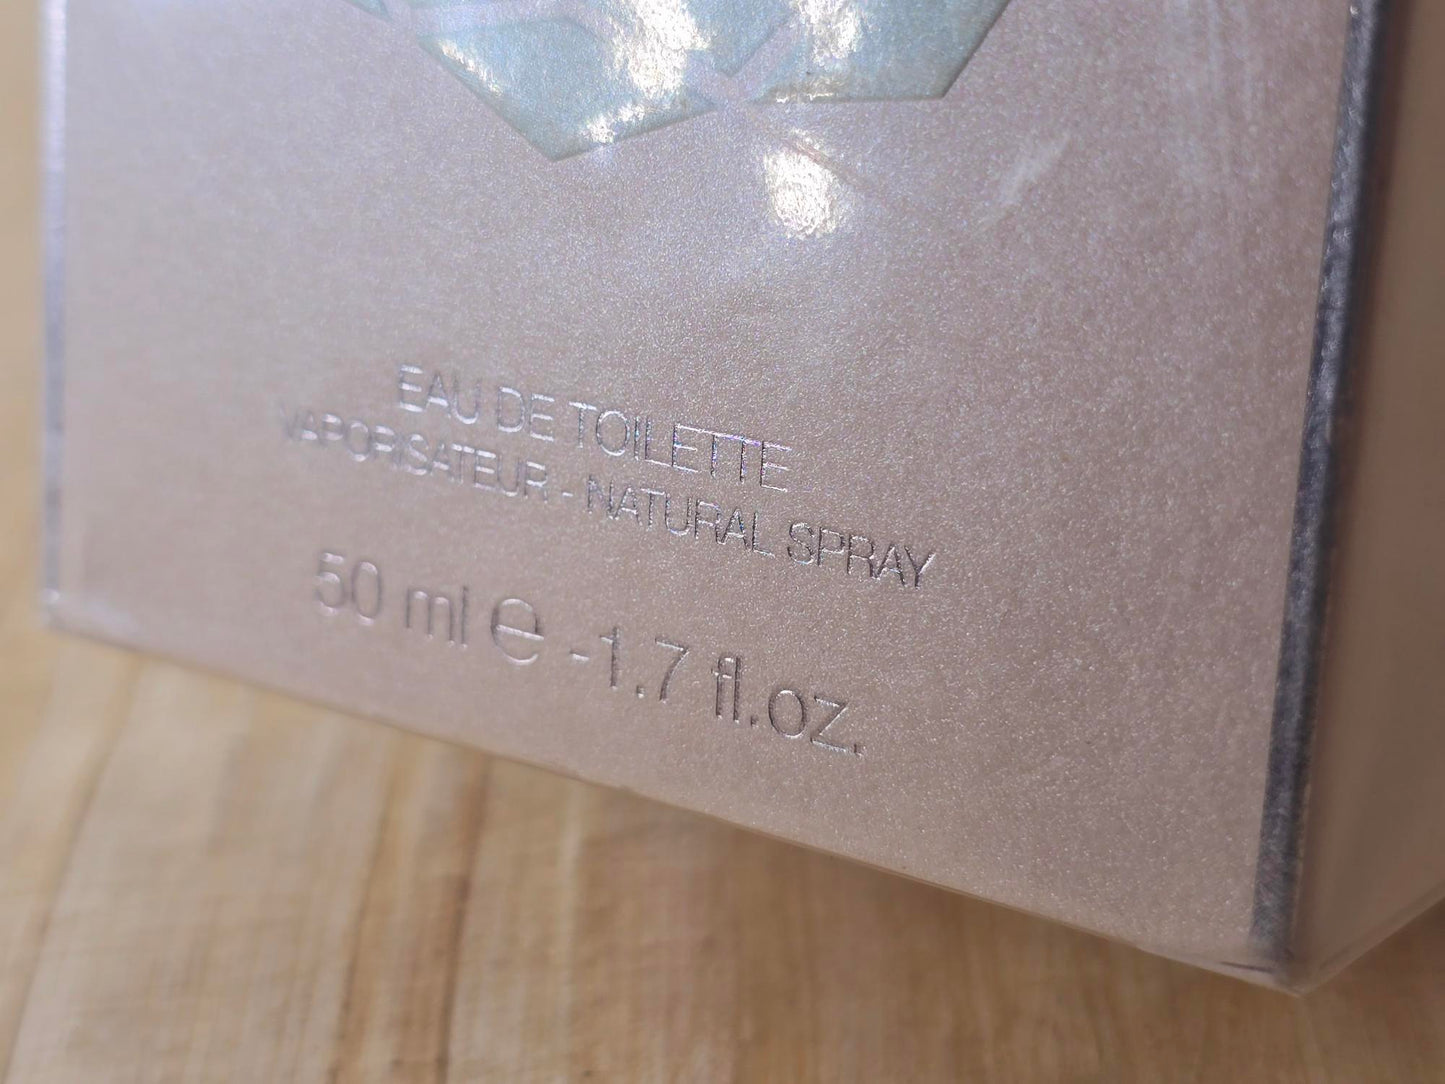 EAU DE TOILETTE
VAPORISATEUR - NATURAL SPRAY
50 ml ℮ -1.7 fl.oz.